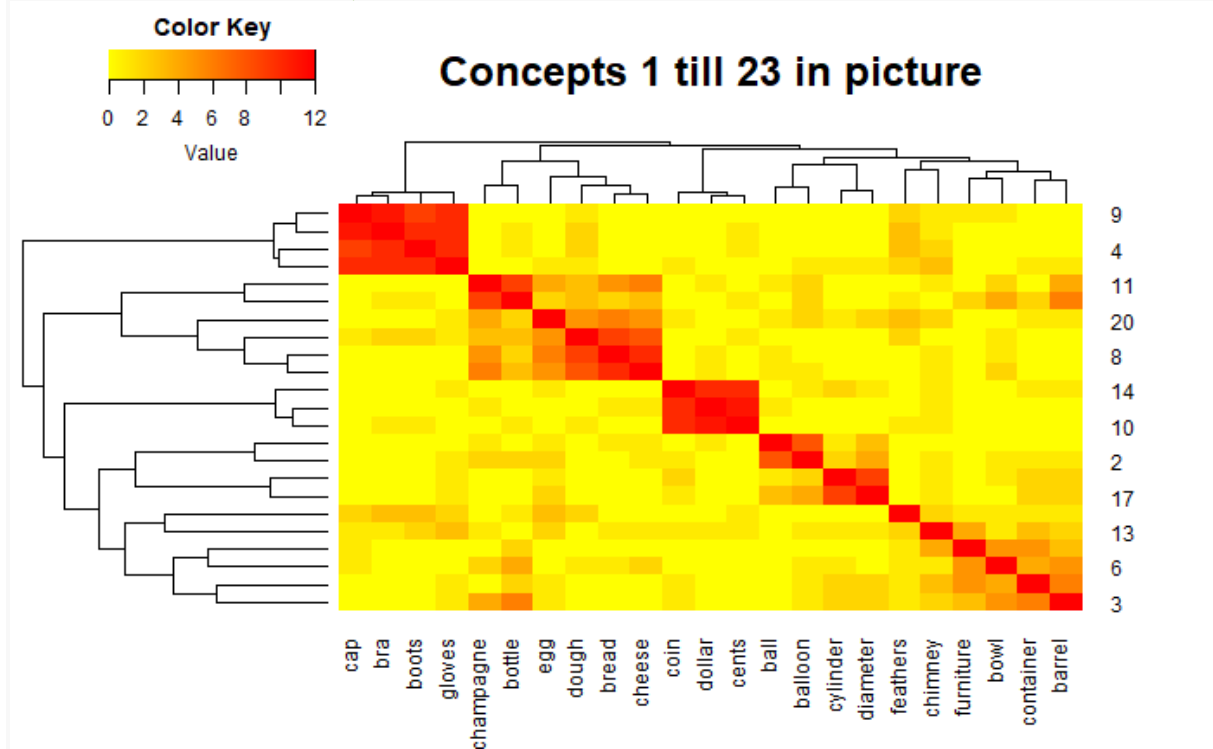 Color Key
Concepts 1 till 23 in picture
0 2 4 6 8 12
Value
9
4
11
20
8
14
10
2
17
13
6
3
cap
bra
boots
gloves
champagne
bottle
egg
dough
bread
cheese
coin
dollar
cents
ball
balloon
cylinder
diameter
feathers
chimney
furniture
bowl
container
barrel